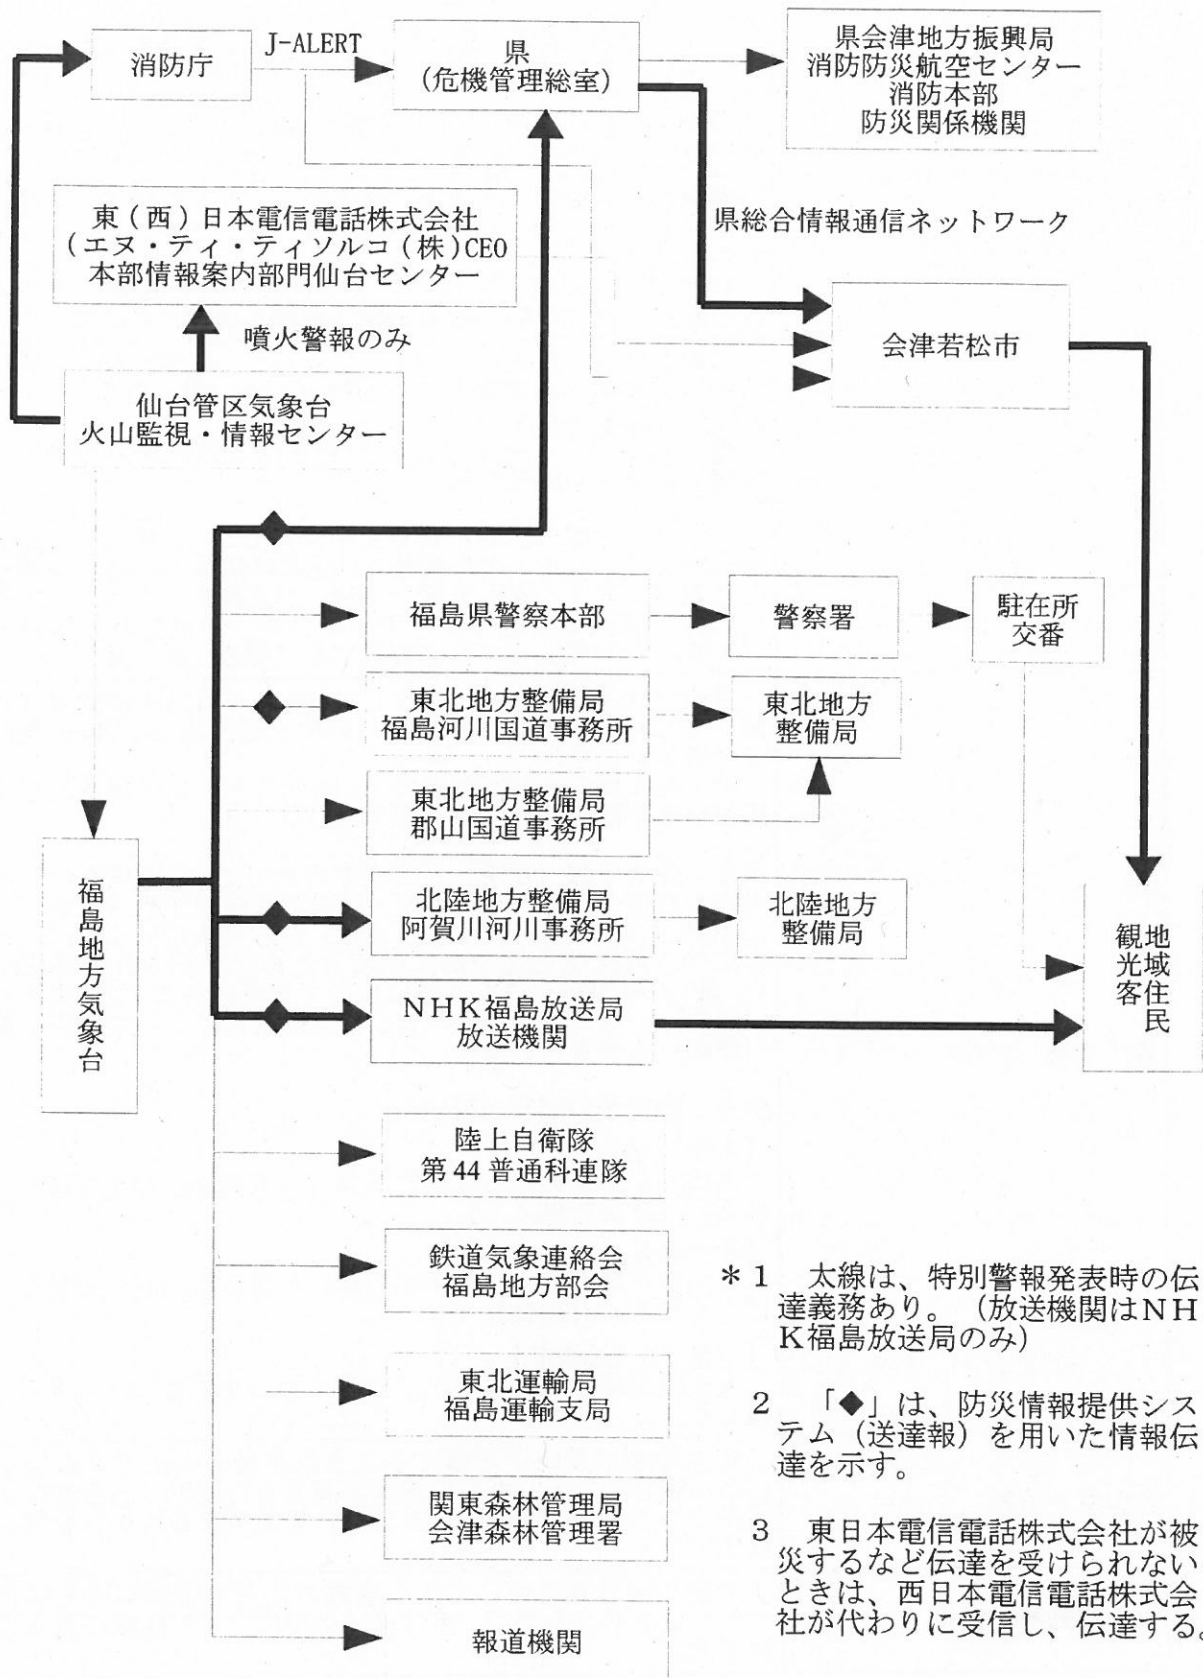 消防庁
J-ALERT
県
(危機管理総室)
県会津地方振興局
消防防災航空センター
消防本部
防災関係機関
東(西)日本電信電話株式会社
(エヌ・ティ・ティソルコ(株)CEO
本部情報案内部門仙台センター
県総合情報通信ネットワーク
噴火警報のみ
会津若松市
仙台管区気象台
火山監視・情報センター
福島県警察本部
警察署
駐在所
交番
東北地方整備局
福島河川国道事務所
東北地方
整備局
東北地方整備局
郡山国道事務所
福島地方気象台
北陸地方整備局
阿賀川河川事務所
北陸地方
整備局
地域住民
観光客
NHK福島放送局
放送機関
陸上自衛隊
第44普通科連隊
鉄道気象連絡会
福島地方部会
東北運輸局
福島運輸支局
関東森林管理局
会津森林管理署
報道機関
*1 太線は、特別警報発表時の伝
達義務あり。(放送機関はNH
K福島放送局のみ)
2 「◆」は、防災情報提供シス
テム(送達報)を用いた情報伝
達を示す。
3 東日本電信電話株式会社が被
災するなど伝達を受けられない
ときは、西日本電信電話株式会
社が代わりに受信し、伝達する。